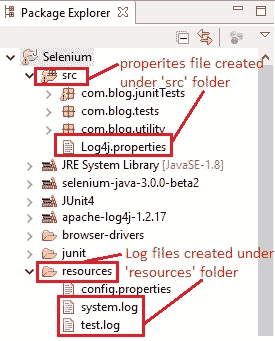 Package Explorer
Selenium
src
properites file created
under 'src' folder
com.blog.junitTests
com.blog.tests
com.blog.utility
Log4j.properties
JRE System Library [JavaSE-1.8]
selenium-java-3.0.0-beta2
JUnit4
apache-log4j-1.2.17
browser-drivers
junit
Log files created under
'resources' folder
resources
config.properties
system.log
test.log